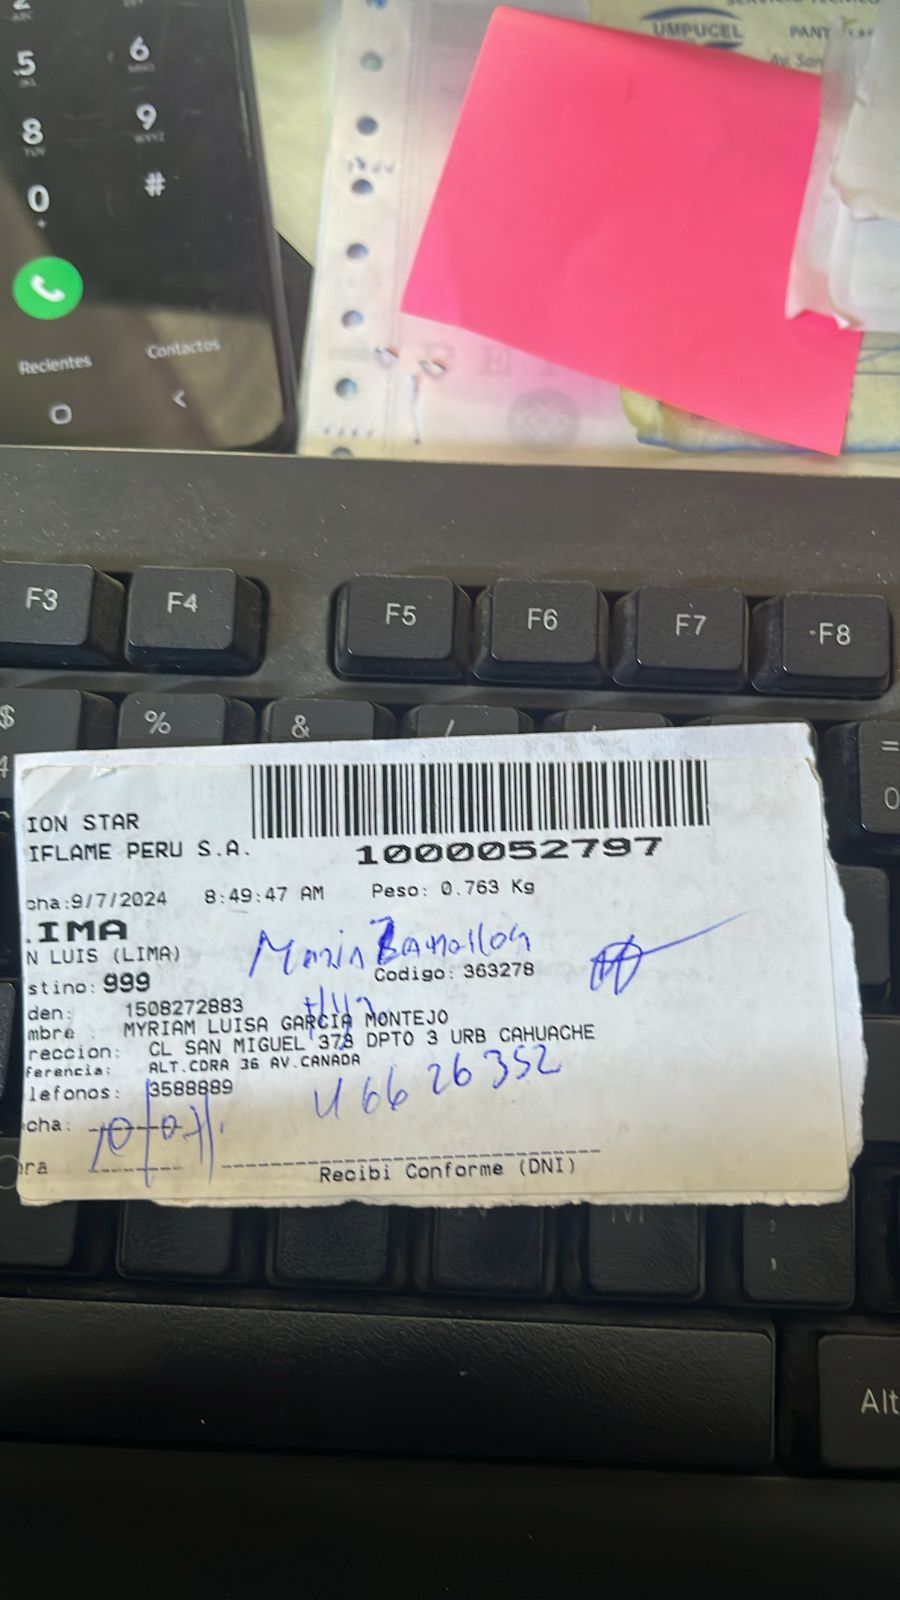 5
6
8
9
0
#
Recientes
Contactos
UMPUCEL
F3
F4
F5
F6
F7
F8
$
%
&
/
=
4
0
ION STAR
IFLAME PERU S.A.
1000052797
cha:9/7/2024 8:49:47 AM Peso: 0.763 Kg
.IMA
N LUIS (LIMA)
Maria
Codigo: 363278
stino: 999
den: 1508272883
mbre : MYRIAM LUISA GARCIA MONTEJO
reccion: CL SAN MIGUEL 378 DPTO 3 URB CAHUACHE
ferencia: ALT.CDRA 36 AV.CANADA
lefonos: 3588889
46626352
cha:
ra
Recibi Conforme (DNI)
Alt